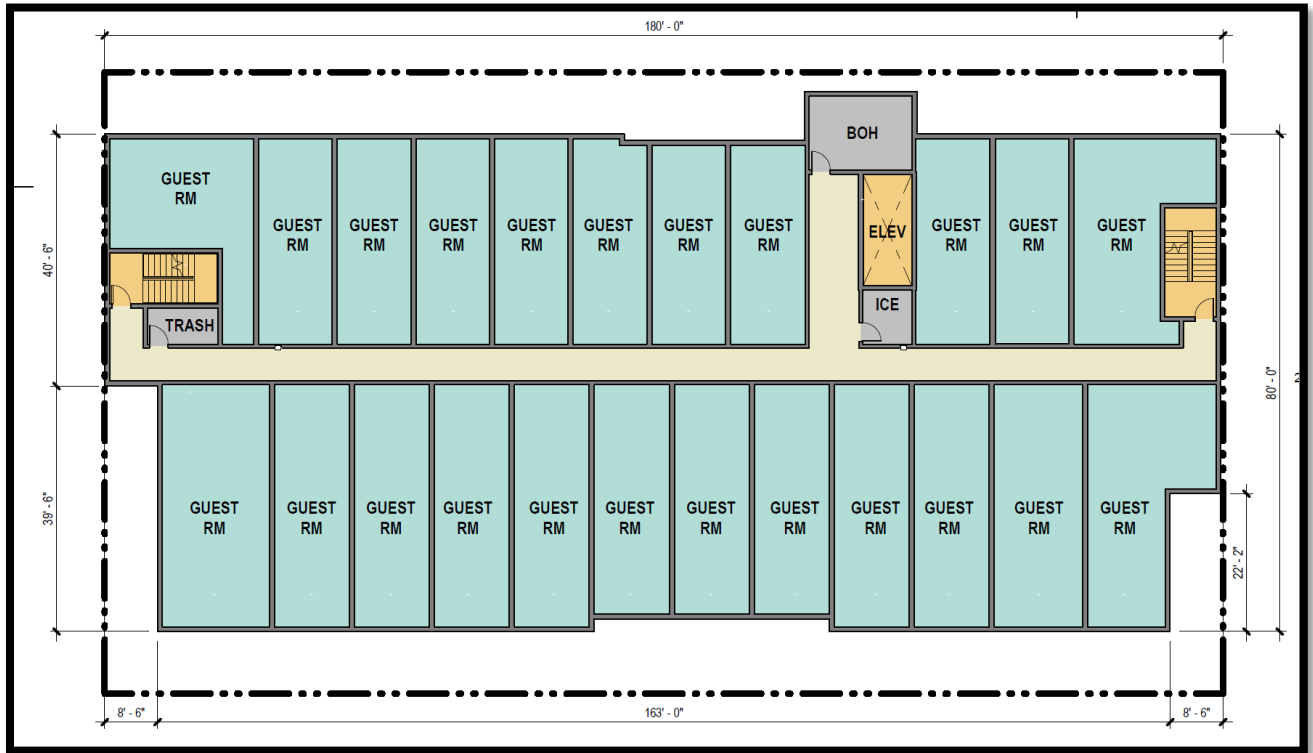 180' - 0"
BOH
GUEST
RM
GUEST
RM
GUEST
RM
GUEST
RM
GUEST
RM
GUEST
RM
GUEST
RM
GUEST
RM
ELEV
GUEST
RM
GUEST
RM
GUEST
RM
40' - 6"
ICE
TRASH
80' - 0"
39' - 6"
GUEST
RM
GUEST
RM
GUEST
RM
GUEST
RM
GUEST
RM
GUEST
RM
GUEST
RM
GUEST
RM
GUEST
RM
GUEST
RM
GUEST
RM
GUEST
RM
22' - 2"
8' - 6"
163' - 0"
8' - 6"